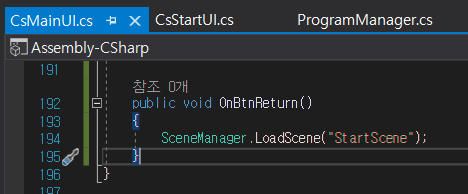 CsMainUI.cs CsStartUI.cs ProgramManager.cs
Assembly-CSharp
191
참조 0개
192 public void OnBtnReturn()
193 {
194 SceneManager.LoadScene("StartScene");
195 }
196 }
197